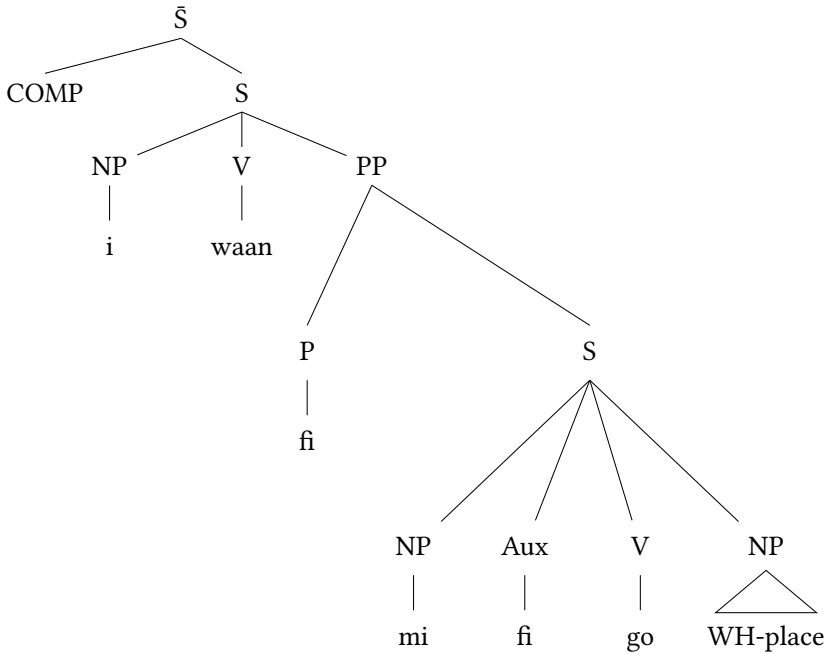 S̄
COMP S
NP V PP
i waan
P S
fi
NP Aux V NP
mi fi go WH-place